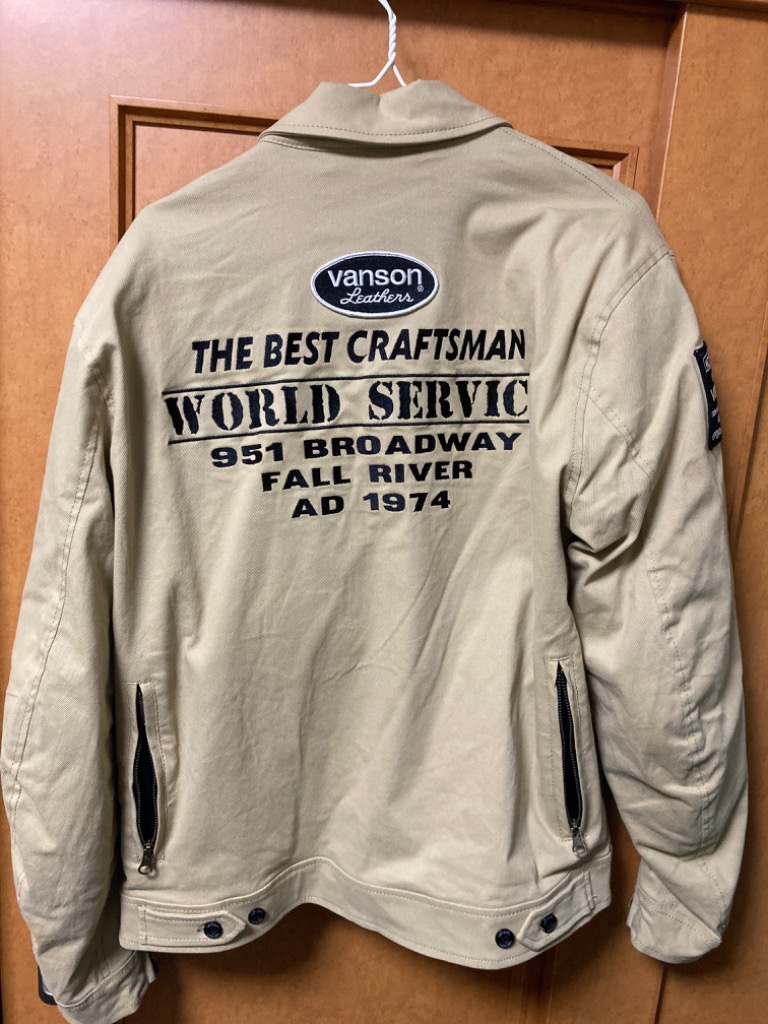 vanson
Leathers®
THE BEST CRAFTSMAN
WORLD SERVIC
951 BROADWAY
FALL RIVER
AD 1974